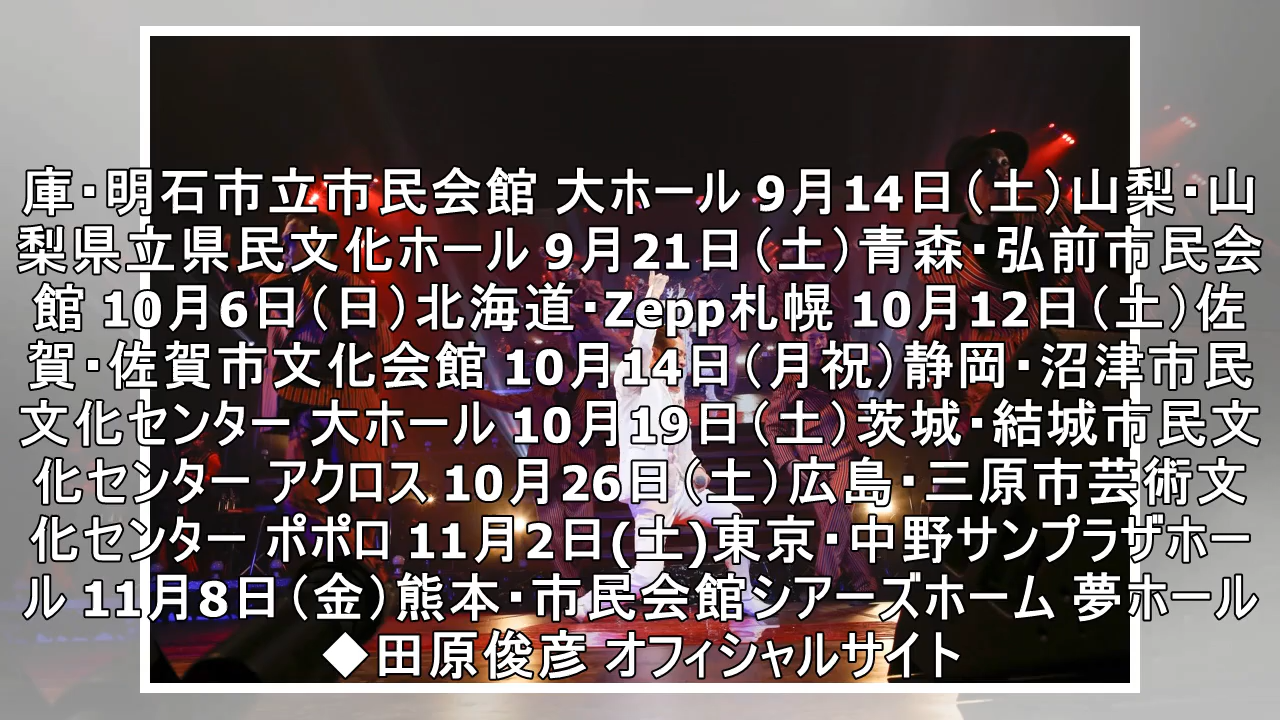 庫・明石市立市民会館 大ホール 9月14日（土）山梨・山
梨県立県民文化ホール 9月21日（土）青森・弘前市民会
館 10月6日（日）北海道・Zepp札幌 10月12日（土）佐
賀・佐賀市文化会館 10月14日（月祝）静岡・沼津市民
文化センター 大ホール 10月19日（土）茨城・結城市民文
化センター アクロス 10月26日（土）広島・三原市芸術文
化センター ポポロ 11月2日(土)東京・中野サンプラザホー
ル 11月8日（金）熊本・市民会館シアーズホーム 夢ホール
◆田原俊彦 オフィシャルサイト